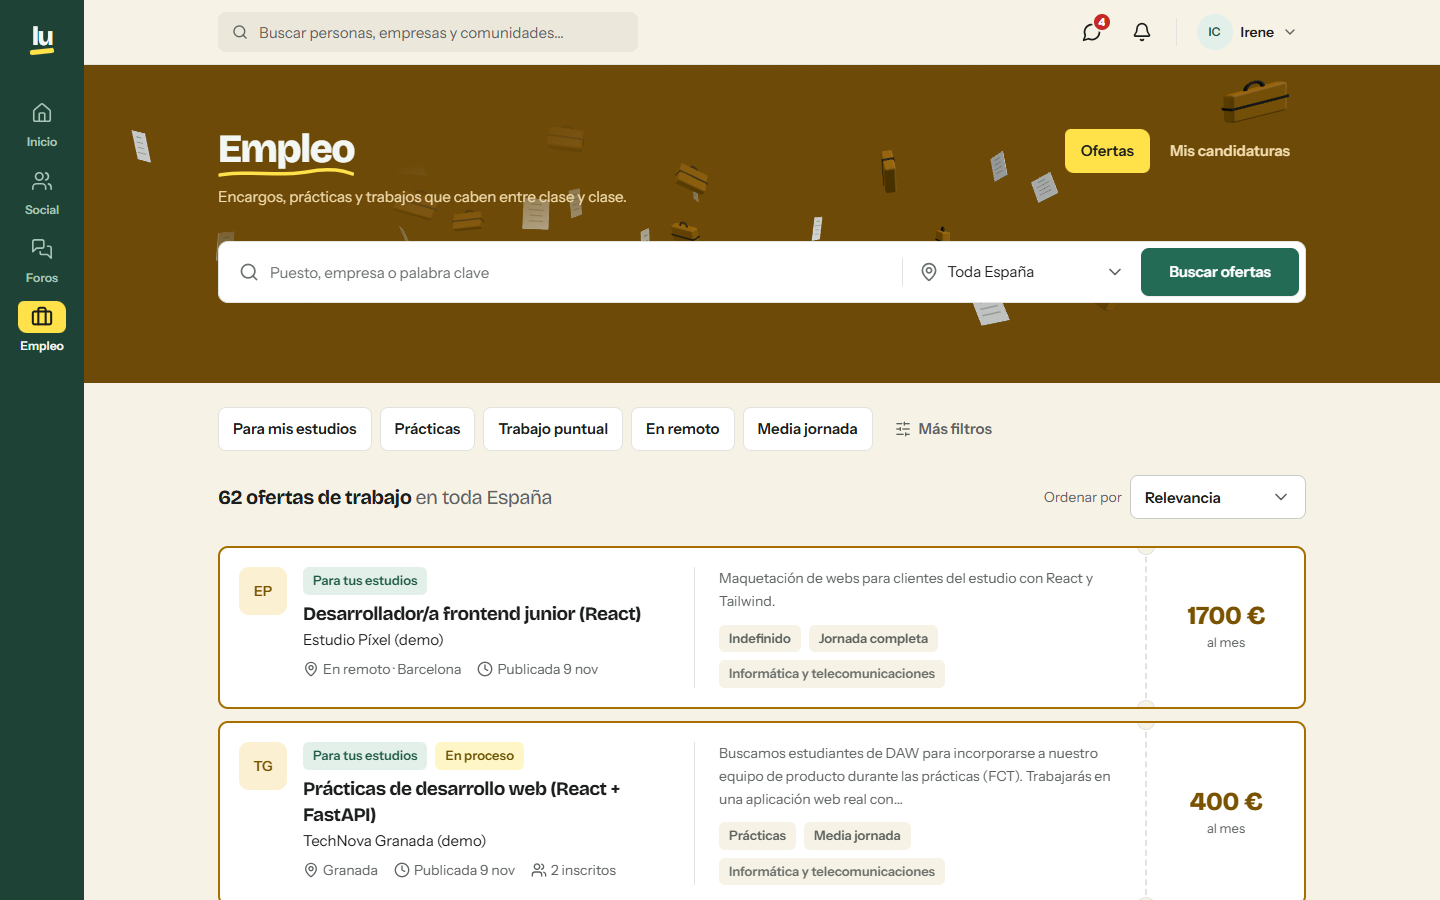 lu
Buscar personas, empresas y comunidades...
4
IC
Irene
Inicio
Social
Foros
Empleo
Empleo
Encargos, prácticas y trabajos que caben entre clase y clase.
Ofertas
Mis candidaturas
Puesto, empresa o palabra clave
Toda España
Buscar ofertas
Para mis estudios
Prácticas
Trabajo puntual
En remoto
Media jornada
Más filtros
62 ofertas de trabajo en toda España
Ordenar por
Relevancia
EP
Para tus estudios
Desarrollador/a frontend junior (React)
Estudio Píxel (demo)
En remoto · Barcelona
Publicada 9 nov
Maquetación de webs para clientes del estudio con React y
Tailwind.
Indefinido
Jornada completa
Informática y telecomunicaciones
1700 €
al mes
TG
Para tus estudios
En proceso
Prácticas de desarrollo web (React +
FastAPI)
TechNova Granada (demo)
Granada
Publicada 9 nov
2 inscritos
Buscamos estudiantes de DAW para incorporarse a nuestro
equipo de producto durante las prácticas (FCT). Trabajarás en
una aplicación web real con...
Prácticas
Media jornada
Informática y telecomunicaciones
400 €
al mes